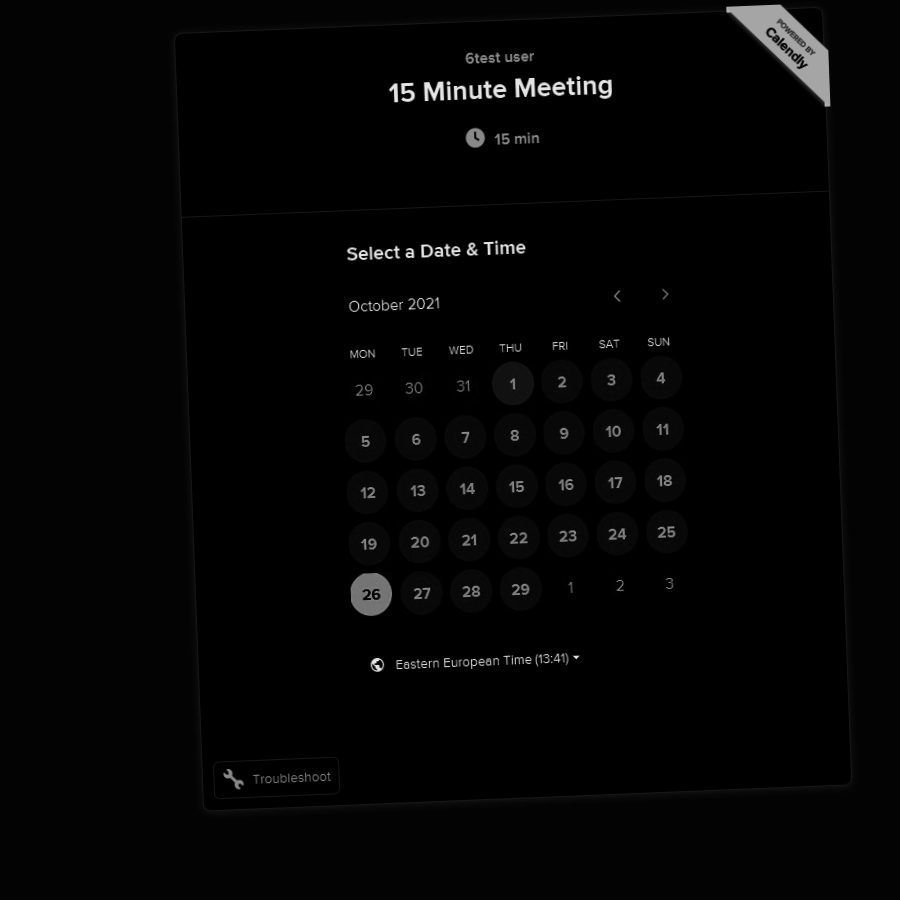 POWERED BY
Calendly
6test user
15 Minute Meeting
15 min
Select a Date & Time
October 2021
MON TUE WED THU FRI SAT SUN
29 30 31 1 2 3 4
5 6 7 8 9 10 11
12 13 14 15 16 17 18
19 20 21 22 23 24 25
26 27 28 29 1 2 3
Eastern European Time (13:41)
Troubleshoot